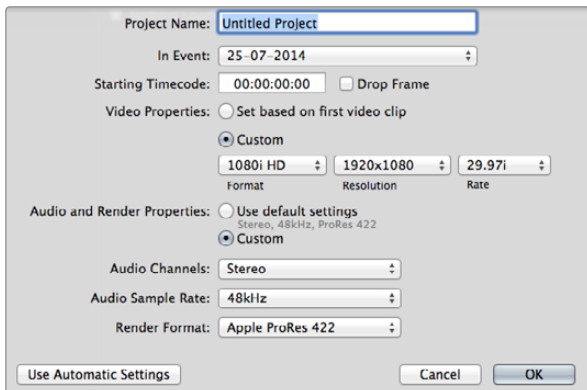 Project Name: Untitled Project
In Event: 25-07-2014
Starting Timecode: 00:00:00:00 Drop Frame
Video Properties: Set based on first video clip
Custom
1080i HD 1920x1080 29.97i
Format Resolution Rate
Audio and Render Properties: Use default settings
Stereo, 48kHz, ProRes 422
Custom
Audio Channels: Stereo
Audio Sample Rate: 48kHz
Render Format: Apple ProRes 422
Use Automatic Settings Cancel OK